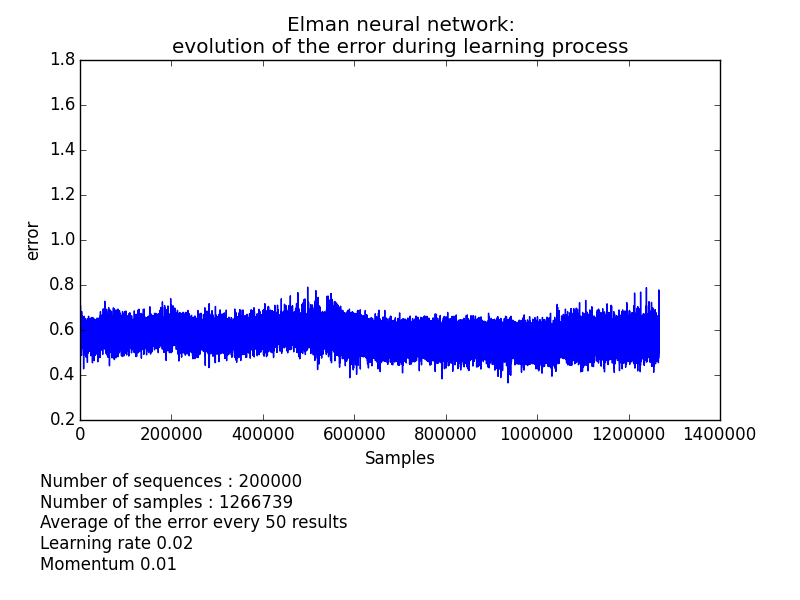 Elman neural network:
evolution of the error during learning process
1.8
1.6
1.4
1.2
1.0
0.8
0.6
0.4
0.2
error
0 200000 400000 600000 800000 1000000 1200000 1400000
Samples
Number of sequences : 200000
Number of samples : 1266739
Average of the error every 50 results
Learning rate 0.02
Momentum 0.01